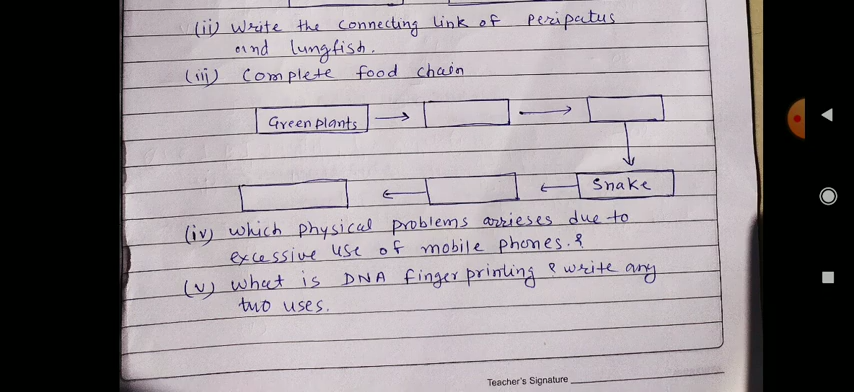 (ii) Write the connecting link of peripatus
and lungfish.
(iii) Complete food chain
Green plants
Snake
(iv) which physical problems arrieses due to
excessive use of mobile phones.?
(v) What is DNA finger printing ? write any
two uses.
Teacher's Signature